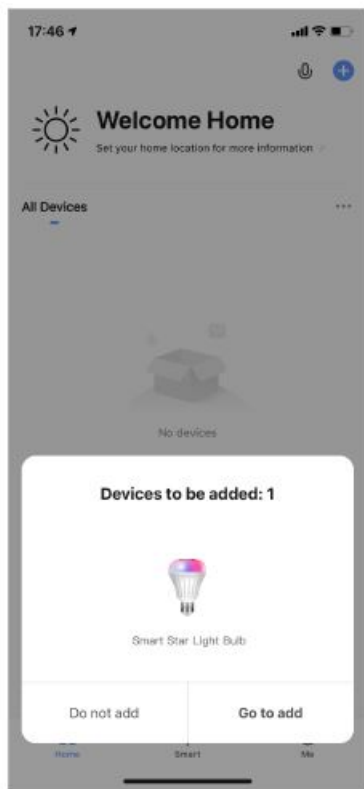 17:46
Welcome Home
Set your home location for more information
All Devices
No devices
Devices to be added: 1
Smart Star Light Bulb
Do not add
Go to add
Home
Smart
Me